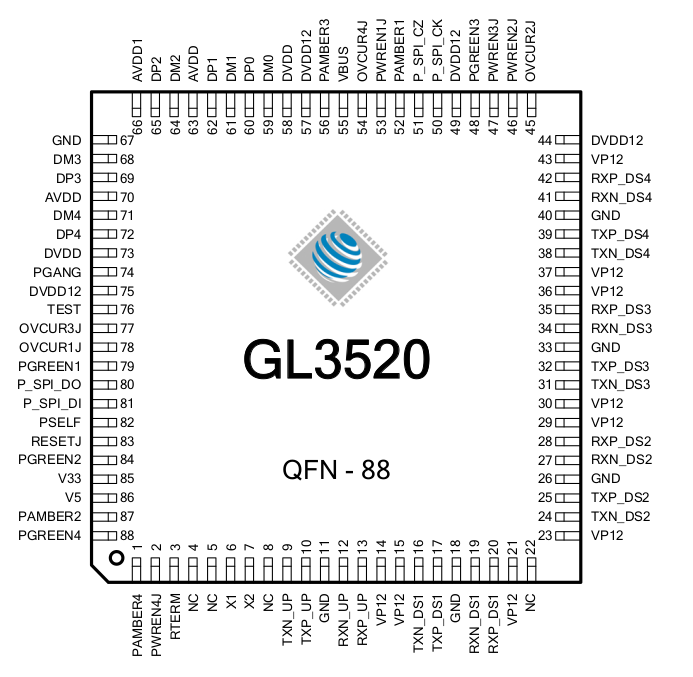 AVDD1 DP2 DM2 AVDD DP1 DM1 DP0 DM0 DVDD DVDD12 PAMBER3 VBUS OVCUR4J PWREN1J PAMBER1 P_SPI_CZ P_SPI_CK DVDD12 PGREEN3 PWREN3J PWREN2J OVCUR2J
66 65 64 63 62 61 60 59 58 57 56 55 54 53 52 51 50 49 48 47 46 45
GND 67 44 DVDD12
DM3 68 43 VP12
DP3 69 42 RXP_DS4
AVDD 70 41 RXN_DS4
DM4 71 40 GND
DP4 72 39 TXP_DS4
DVDD 73 38 TXN_DS4
PGANG 74 37 VP12
DVDD12 75 36 VP12
TEST 76 35 RXP_DS3
OVCUR3J 77 34 RXN_DS3
OVCUR1J 78 33 GND
PGREEN1 79 32 TXP_DS3
P_SPI_DO 80 31 TXN_DS3
P_SPI_DI 81 30 VP12
PSELF 82 29 VP12
RESETJ 83 28 RXP_DS2
PGREEN2 84 27 RXN_DS2
V33 85 26 GND
V5 86 25 TXP_DS2
PAMBER2 87 24 TXN_DS2
PGREEN4 88 23 VP12
GL3520
QFN - 88
1 2 3 4 5 6 7 8 9 10 11 12 13 14 15 16 17 18 19 20 21 22
PAMBER4 PWREN4J RTERM NC NC X1 X2 NC TXN_UP TXP_UP GND RXN_UP RXP_UP VP12 VP12 TXN_DS1 TXP_DS1 GND RXN_DS1 RXP_DS1 VP12 NC